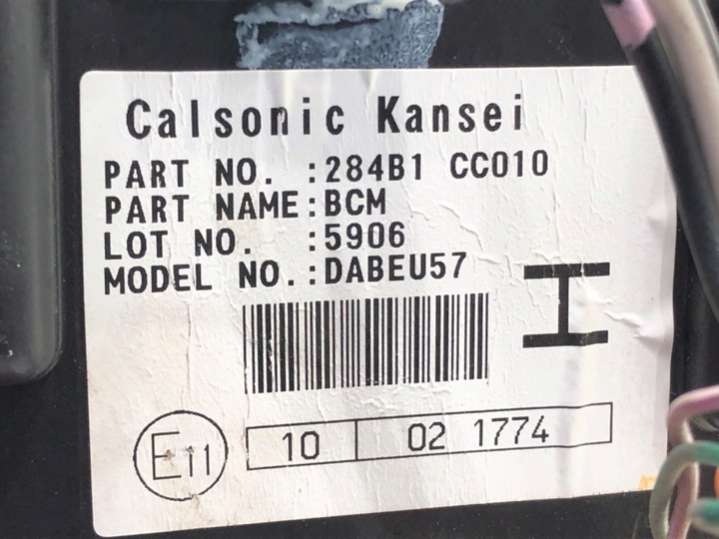 Calsonic Kansei
PART NO. :284B1 CC010
PART NAME:BCM
LOT NO. :5906
MODEL NO.:DABEU57
H
E11
10 02 1774